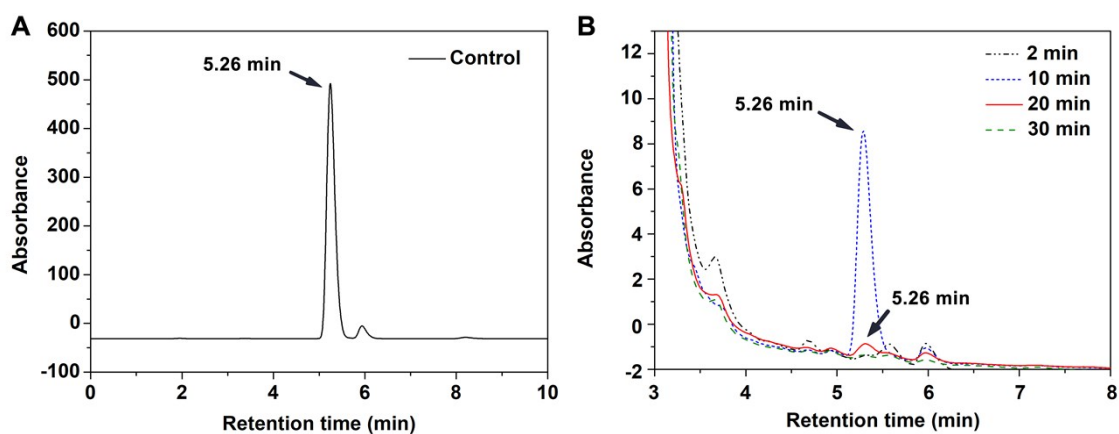 A
600
500
400
300
200
100
0
-100
Absorbance
5.26 min
Control
0 2 4 6 8 10
Retention time (min)
B
12
10
8
6
4
2
0
-2
Absorbance
5.26 min
5.26 min
2 min
10 min
20 min
30 min
3 4 5 6 7 8
Retention time (min)